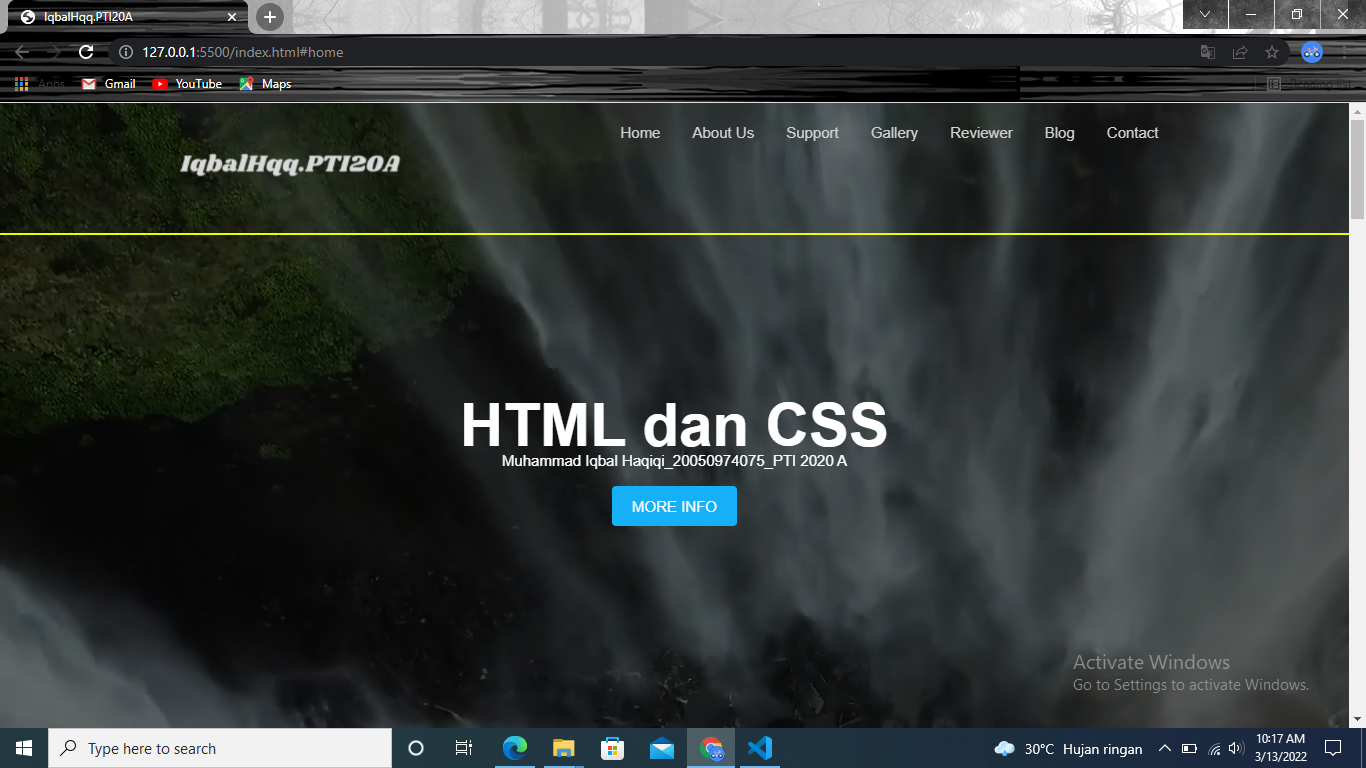 IqbalHqq.PTI20A
127.0.0.1:5500/index.html#home
Apps Gmail YouTube Maps
Home About Us Support Gallery Reviewer Blog Contact
IqbalHqq.PTI20A
HTML dan CSS
Muhammad Iqbal Haqiqi_20050974075_PTI 2020 A
MORE INFO
Activate Windows
Go to Settings to activate Windows.
Type here to search
30°C Hujan ringan
10:17 AM
3/13/2022